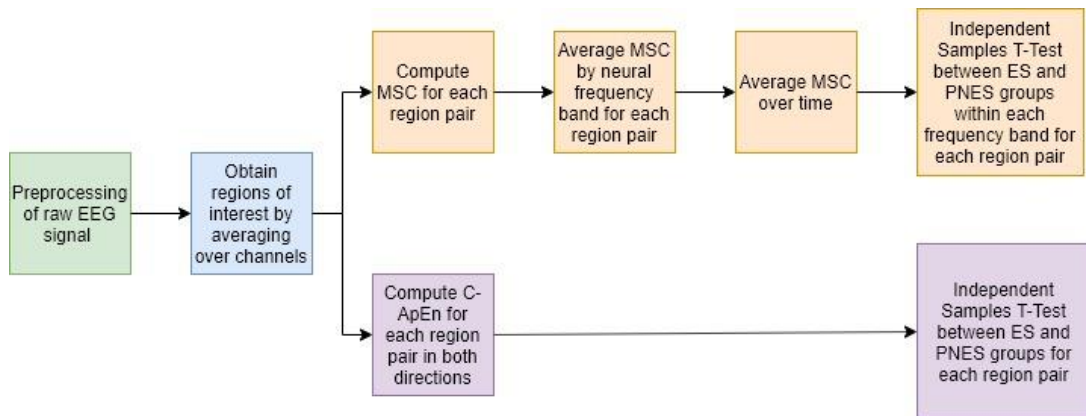 Preprocessing
of raw EEG
signal
Obtain
regions of
interest by
averaging
over channels
Compute
MSC for each
region pair
Average MSC
by neural
frequency
band for each
region pair
Average MSC
over time
Independent
Samples T-Test
between ES and
PNES groups
within each
frequency band for
each region pair
Compute C-
ApEn for
each region
pair in both
directions
Independent
Samples T-Test
between ES and
PNES groups for
each region pair